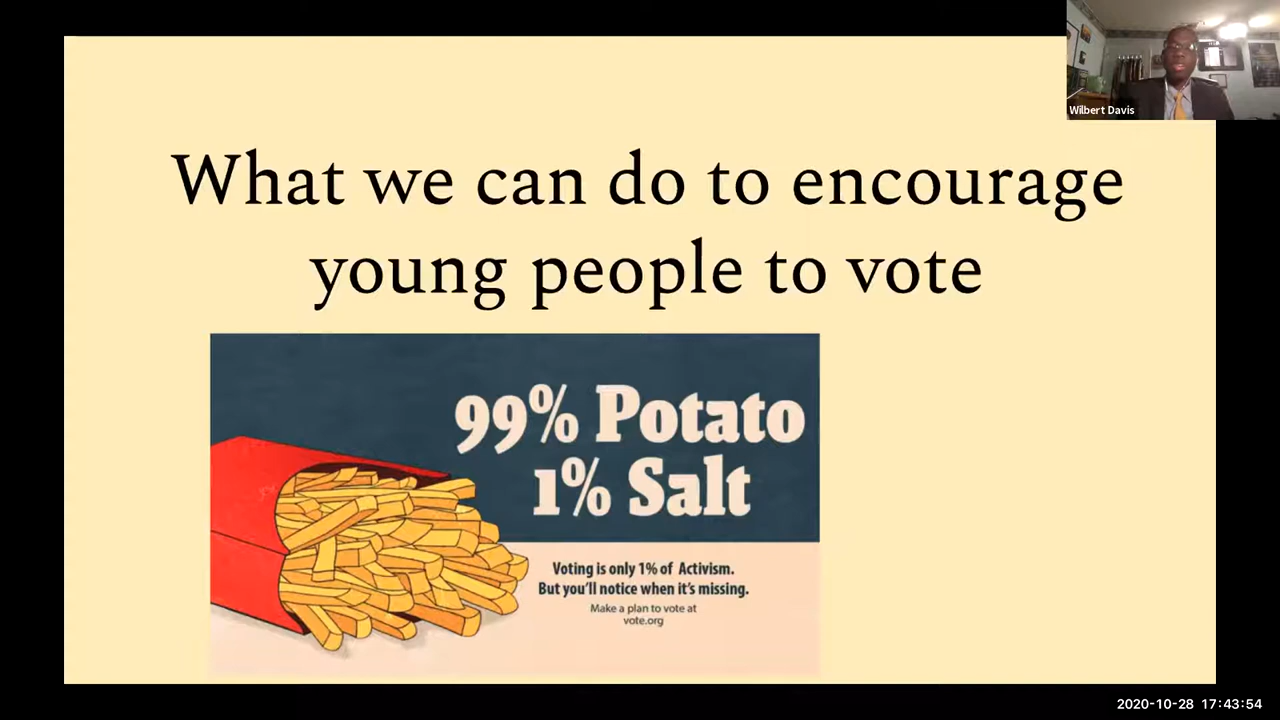 Wilbert Davis
What we can do to encourage
young people to vote
99% Potato
1% Salt
Voting is only 1% of Activism.
But you'll notice when it's missing.
Make a plan to vote at
vote.org
2020-10-28 17:43:54